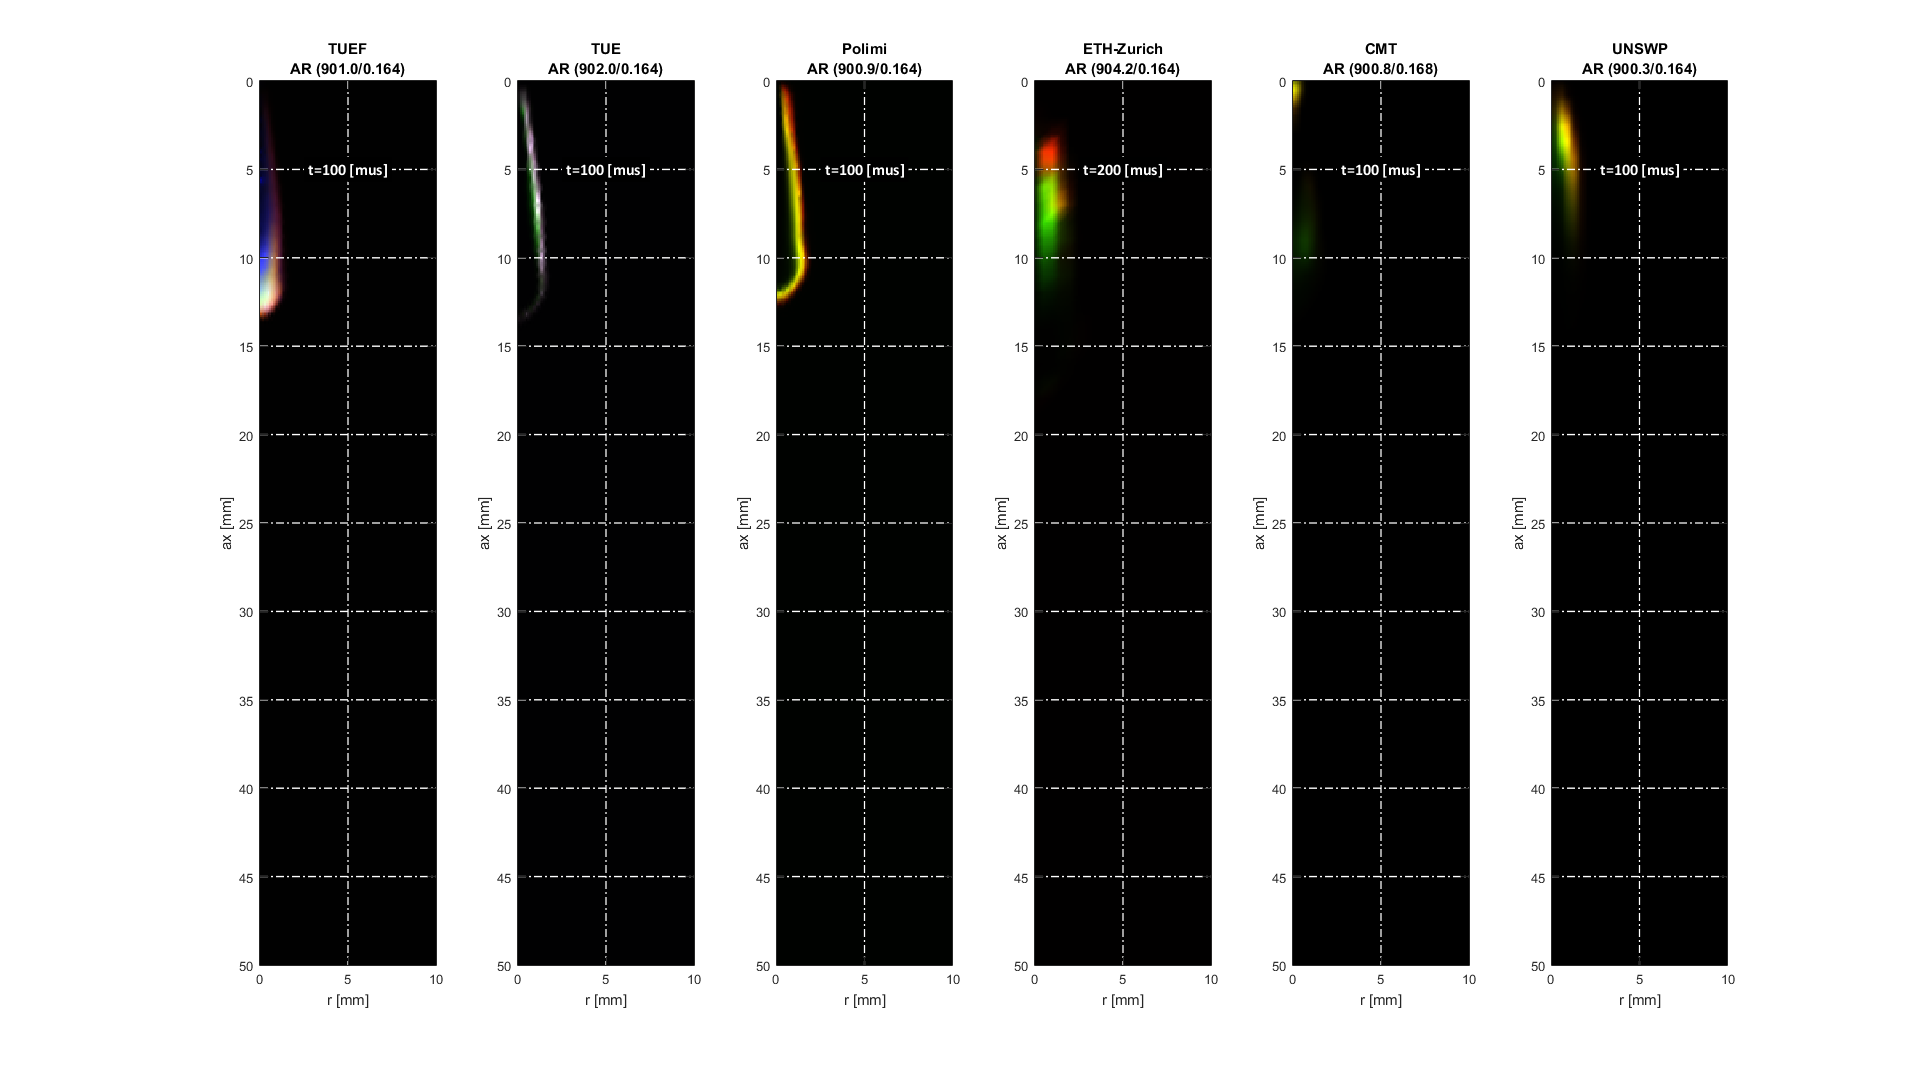 TUEF
AR (901.0/0.164)
0
5
10
15
20
25
30
35
40
45
50
ax [mm]
t=100 [mus]
0 5 10
r [mm]
TUE
AR (902.0/0.164)
0
5
10
15
20
25
30
35
40
45
50
ax [mm]
t=100 [mus]
0 5 10
r [mm]
Polimi
AR (900.9/0.164)
0
5
10
15
20
25
30
35
40
45
50
ax [mm]
t=100 [mus]
0 5 10
r [mm]
ETH-Zurich
AR (904.2/0.164)
0
5
10
15
20
25
30
35
40
45
50
ax [mm]
t=200 [mus]
0 5 10
r [mm]
CMT
AR (900.8/0.168)
0
5
10
15
20
25
30
35
40
45
50
ax [mm]
t=100 [mus]
0 5 10
r [mm]
UNSWP
AR (900.3/0.164)
0
5
10
15
20
25
30
35
40
45
50
ax [mm]
t=100 [mus]
0 5 10
r [mm]